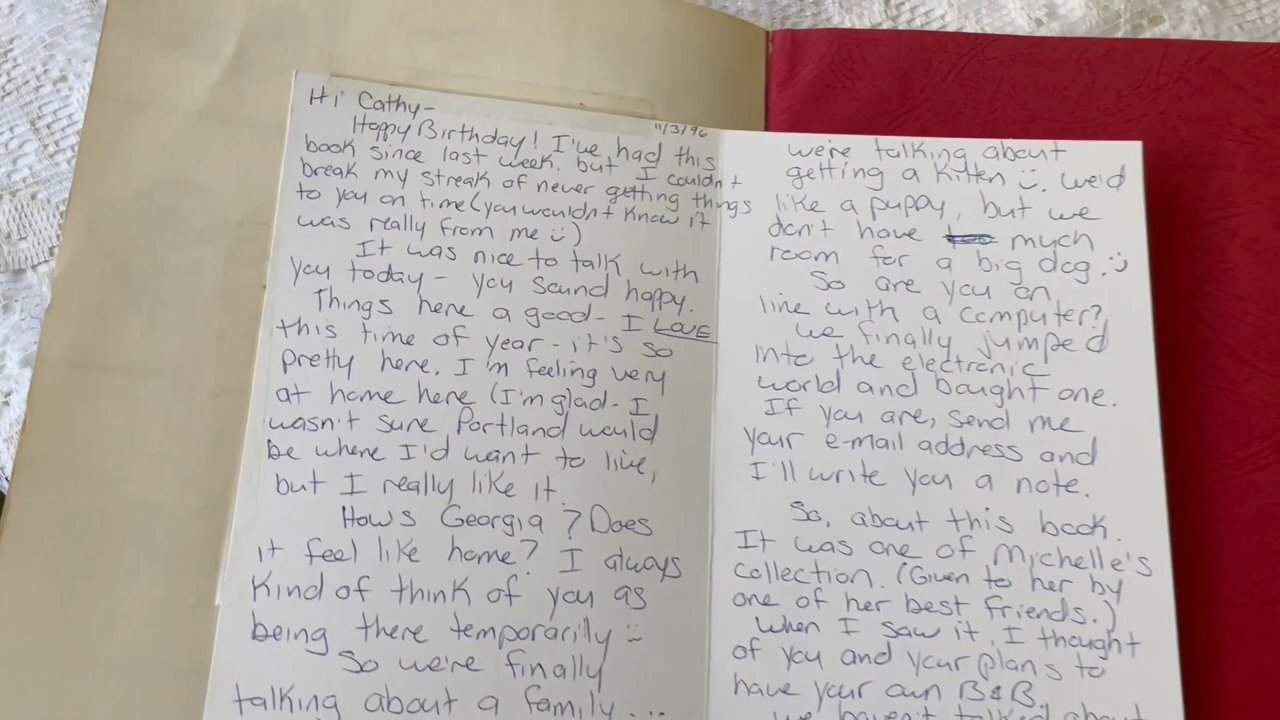 Hi Cathy-
11/3/96
Happy Birthday! I've had this
book since last week, but I couldn't
break my streak of never getting things
to you on time (you wouldn't know it
was really from me :))
It was nice to talk with
you today - you sound happy.
Things here a good - I LOVE
this time of year - it's so
pretty here. I'm feeling very
at home here (I'm glad - I
wasn't sure Portland would
be where I'd want to live,
but I really like it.
How's Georgia? Does
it feel like home? I always
kind of think of you as
being there temporarily :)
So we're finally
talking about a family....
we're talking about
getting a kitten :). we'd
like a puppy, but we
don't have much
room for a big dog. :)
So are you on
line with a computer?
we finally jumped
into the electronic
world and bought one.
If you are, send me
your e-mail address and
I'll write you a note.
So, about this book.
It was one of Michelle's
collection. (Given to her by
one of her best friends.)
When I saw it, I thought
of you and your plans to
have your own B&B.
we haven't talked about